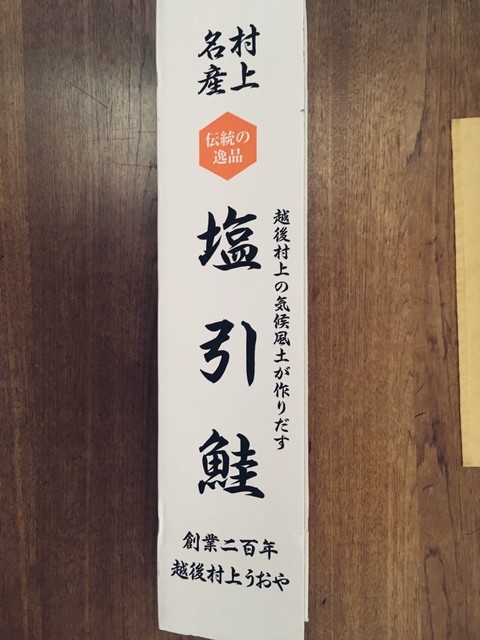 村上
名産
伝統の
逸品
越後村上の気候風土が作りだす
塩引鮭
創業二百年
越後村上うおや